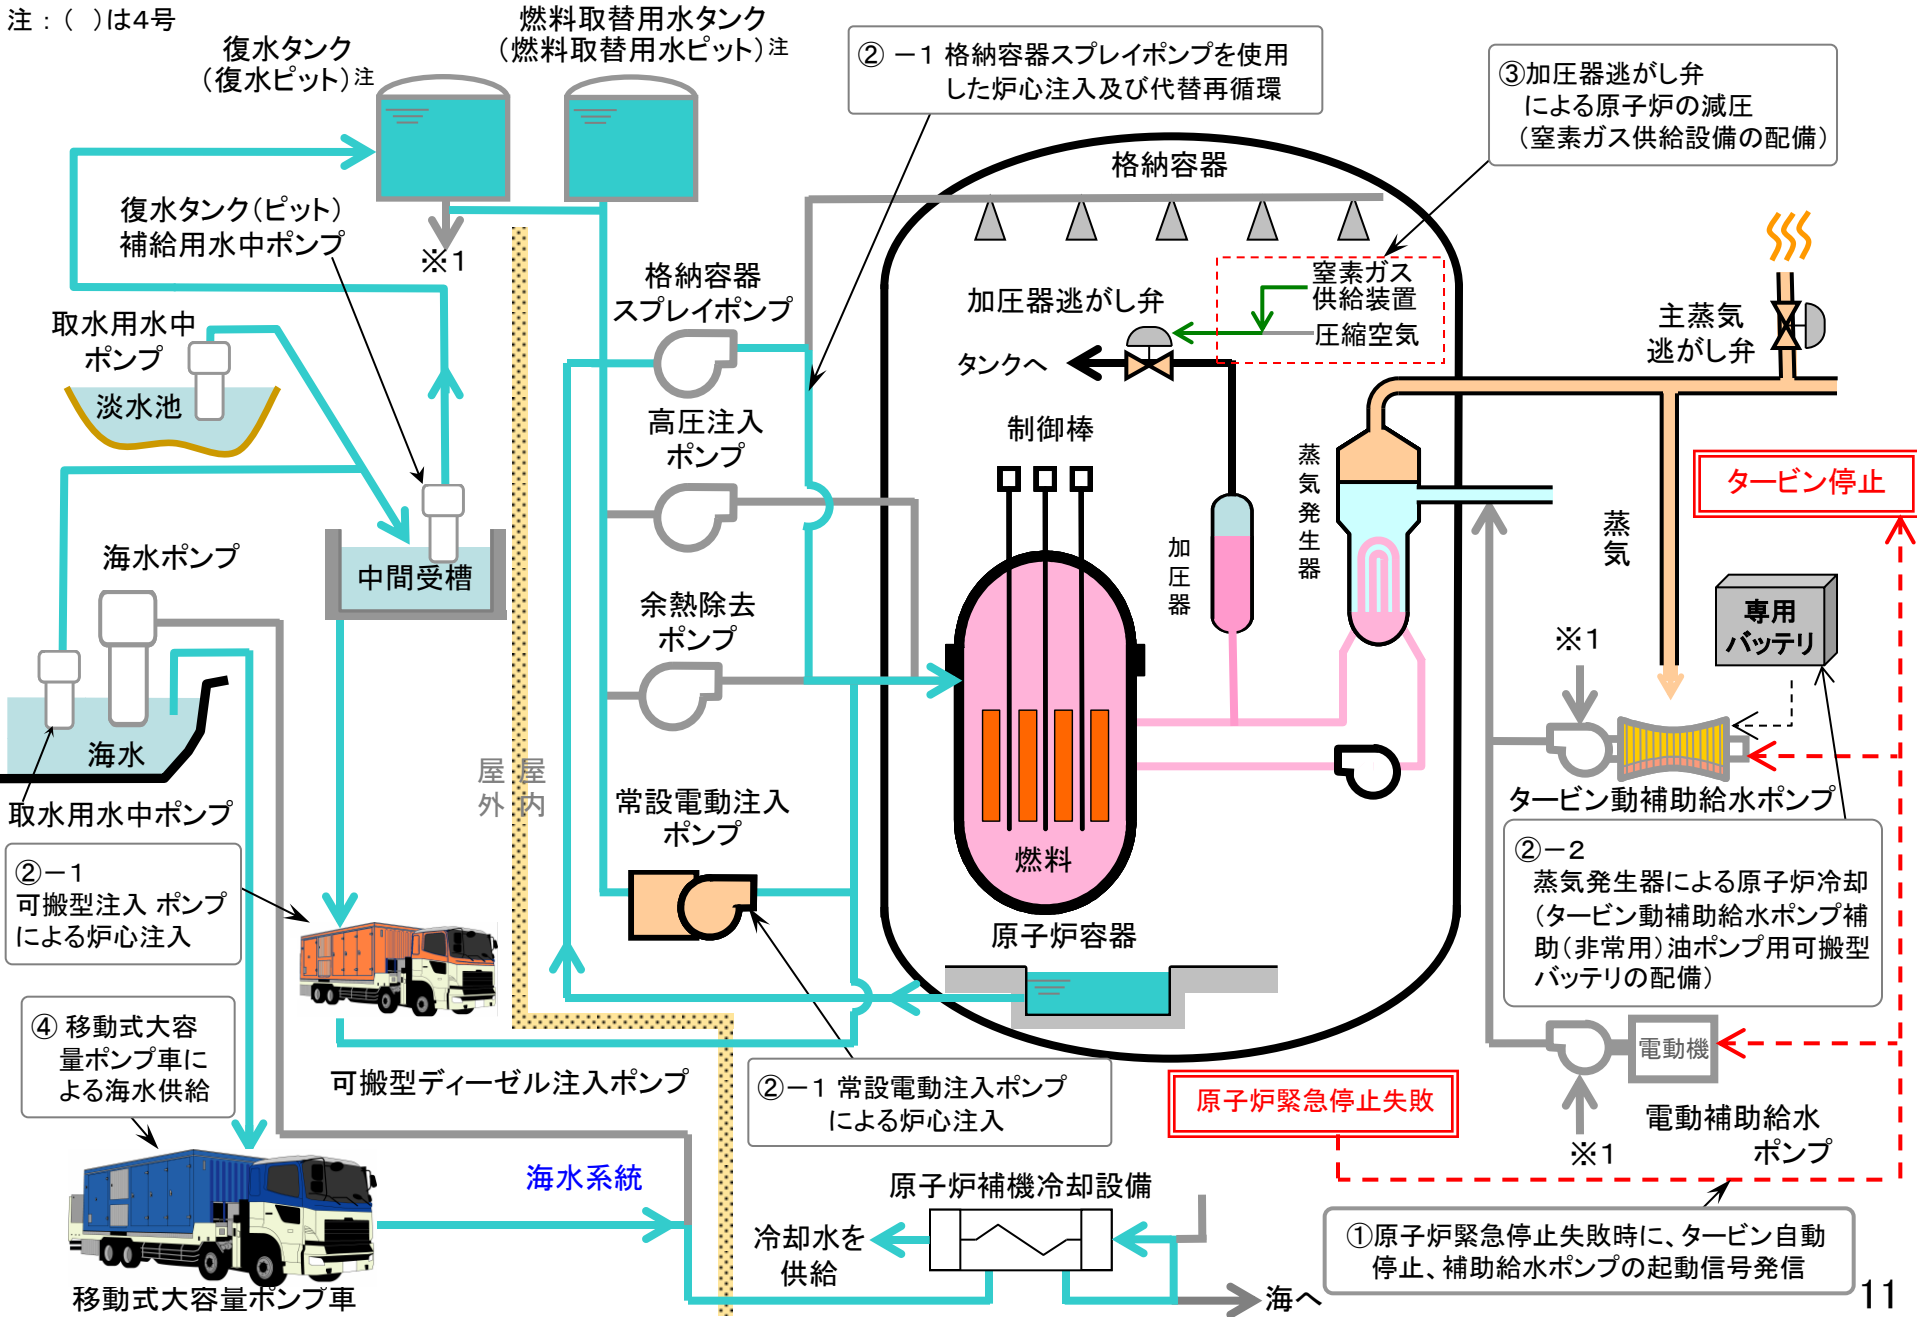 注：( )は4号
復水タンク
（復水ピット）注
燃料取替用水タンク
（燃料取替用水ピット）注
②－1 格納容器スプレイポンプを使用
した炉心注入及び代替再循環
③加圧器逃がし弁
による原子炉の減圧
（窒素ガス供給設備の配備）
格納容器
復水タンク（ピット）
補給用水中ポンプ
※1
取水用水中
ポンプ
淡水池
格納容器
スプレイポンプ
加圧器逃がし弁
窒素ガス
供給装置
圧縮空気
タンクへ
主蒸気
逃がし弁
高圧注入
ポンプ
制御棒
蒸気発生器
タービン停止
蒸気
加圧器
海水ポンプ
中間受槽
余熱除去
ポンプ
専用
バッテリ
※1
海水
屋外
屋内
取水用水中ポンプ
常設電動注入
ポンプ
燃料
原子炉容器
タービン動補助給水ポンプ
②－1
可搬型注入 ポンプ
による炉心注入
②－2
蒸気発生器による原子炉冷却
（タービン動補助給水ポンプ補
助（非常用）油ポンプ用可搬型
バッテリの配備）
④ 移動式大容
量ポンプ車に
よる海水供給
可搬型ディーゼル注入ポンプ
②－1 常設電動注入ポンプ
による炉心注入
原子炉緊急停止失敗
電動機
電動補助給水
ポンプ
※1
海水系統
原子炉補機冷却設備
冷却水を
供給
海へ
移動式大容量ポンプ車
①原子炉緊急停止失敗時に、タービン自動
停止、補助給水ポンプの起動信号発信
11